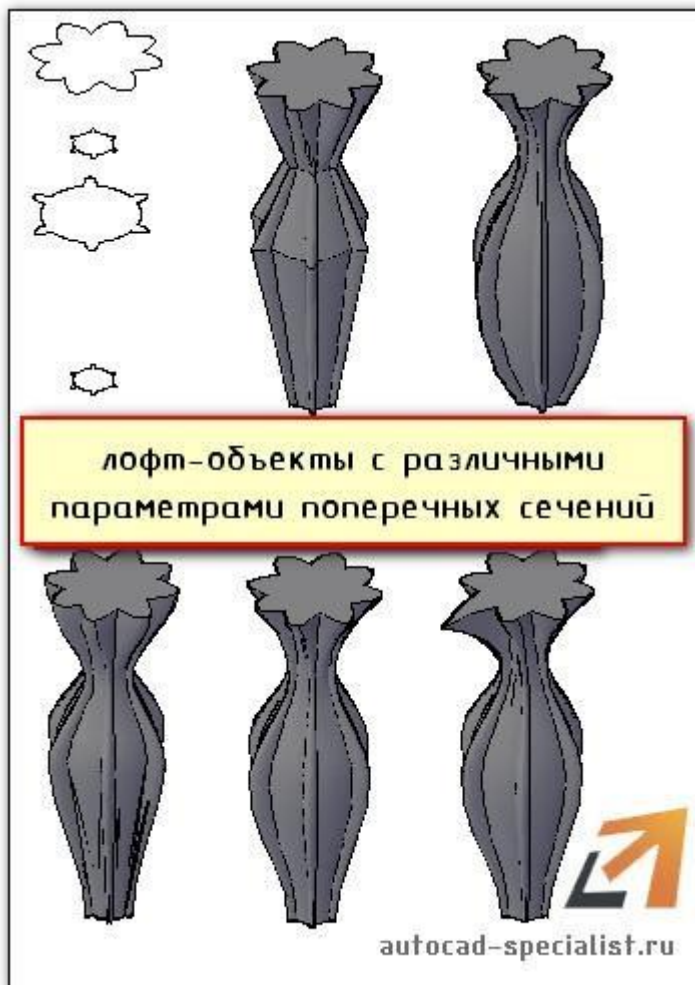 лофт-объекты с различными
параметрами поперечных сечений
autocad-specialist.ru